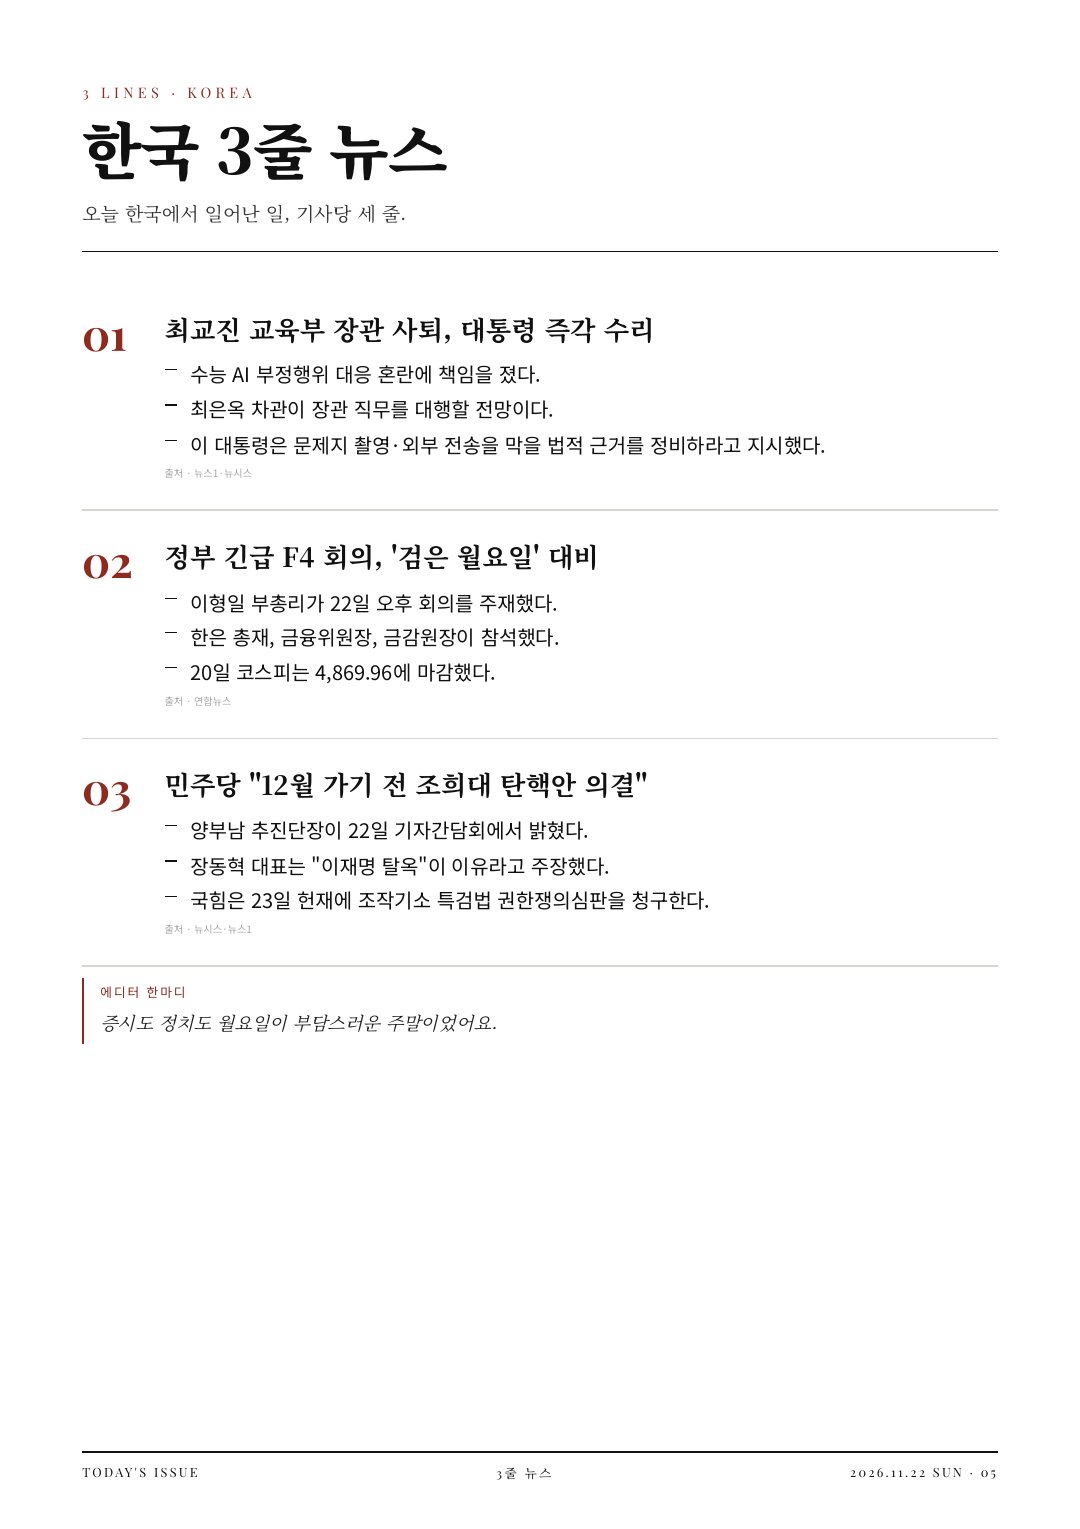 3 LINES · KOREA
한국 3줄 뉴스
오늘 한국에서 일어난 일, 기사당 세 줄.
01
최교진 교육부 장관 사퇴, 대통령 즉각 수리
— 수능 AI 부정행위 대응 혼란에 책임을 졌다.
— 최은옥 차관이 장관 직무를 대행할 전망이다.
— 이 대통령은 문제지 촬영·외부 전송을 막을 법적 근거를 정비하라고 지시했다.
출처 · 뉴스1·뉴시스
02
정부 긴급 F4 회의, '검은 월요일' 대비
— 이형일 부총리가 22일 오후 회의를 주재했다.
— 한은 총재, 금융위원장, 금감원장이 참석했다.
— 20일 코스피는 4,869.96에 마감했다.
출처 · 연합뉴스
03
민주당 "12월 가기 전 조희대 탄핵안 의결"
— 양부남 추진단장이 22일 기자간담회에서 밝혔다.
— 장동혁 대표는 "이재명 탈옥"이 이유라고 주장했다.
— 국힘은 23일 헌재에 조작기소 특검법 권한쟁의심판을 청구한다.
출처 · 뉴시스·뉴스1
에디터 한마디
증시도 정치도 월요일이 부담스러운 주말이었어요.
TODAY'S ISSUE
3줄 뉴스
2026.11.22 SUN · 05